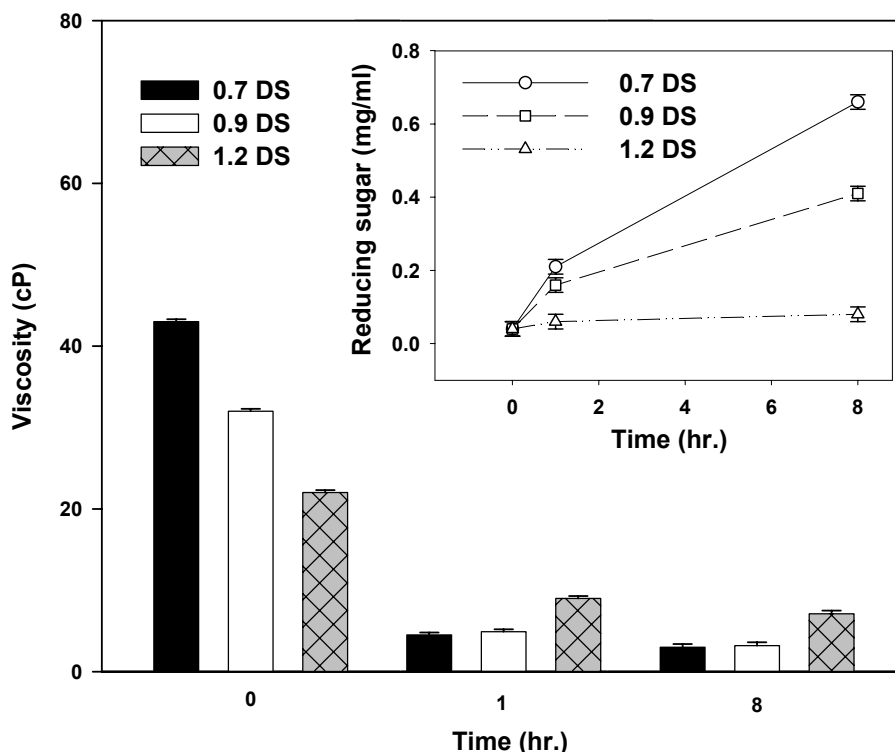 80
60
40
20
0
Viscosity (cP)
0.7 DS
0.9 DS
1.2 DS
0
1
8
Time (hr.)
0.8
0.6
0.4
0.2
0.0
Reducing sugar (mg/ml)
0.7 DS
0.9 DS
1.2 DS
0
2
4
6
8
Time (hr.)